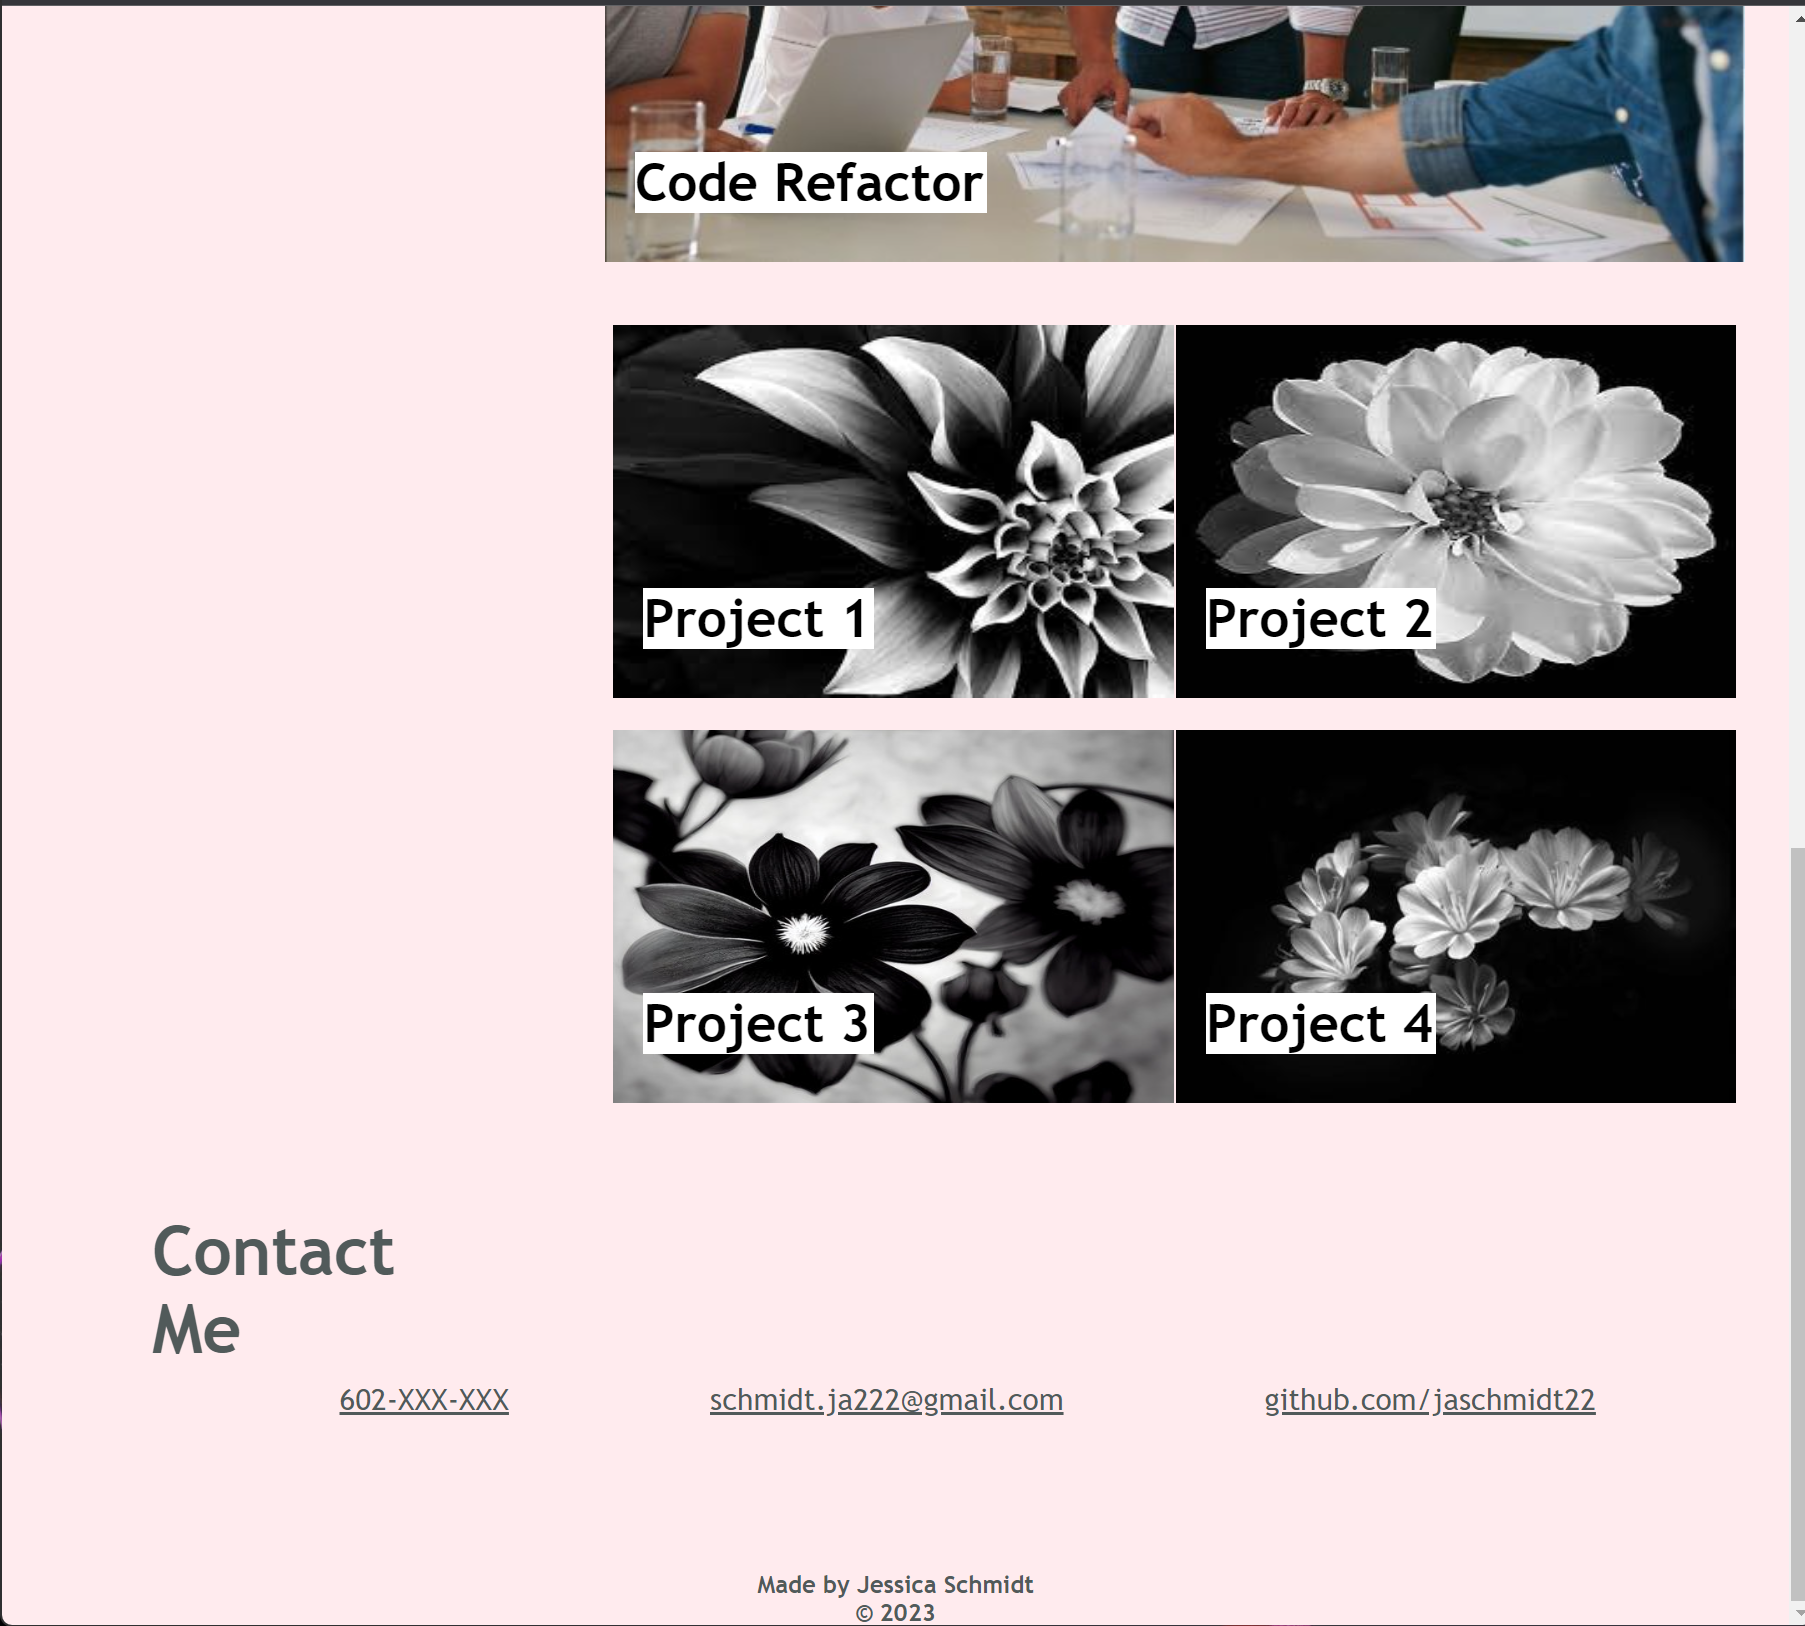 Code Refactor
Project 1
Project 2
Project 3
Project 4
Contact
Me
602-XXX-XXX
schmidt.ja222@gmail.com
github.com/jaschmidt22
Made by Jessica Schmidt
© 2023